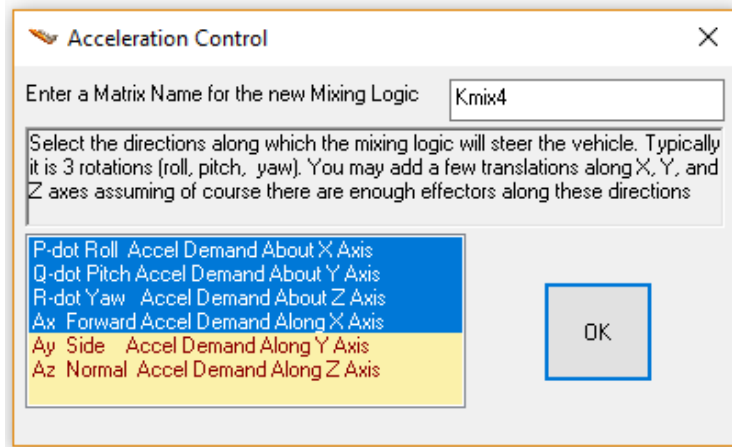 Acceleration Control
Enter a Matrix Name for the new Mixing Logic Kmix4
Select the directions along which the mixing logic will steer the vehicle. Typically
it is 3 rotations (roll, pitch, yaw). You may add a few translations along X, Y, and
Z axes assuming of course there are enough effectors along these directions
P-dot Roll Accel Demand About X Axis
Q-dot Pitch Accel Demand About Y Axis
R-dot Yaw Accel Demand About Z Axis
Ax Forward Accel Demand Along X Axis
Ay Side Accel Demand Along Y Axis
Az Normal Accel Demand Along Z Axis
OK